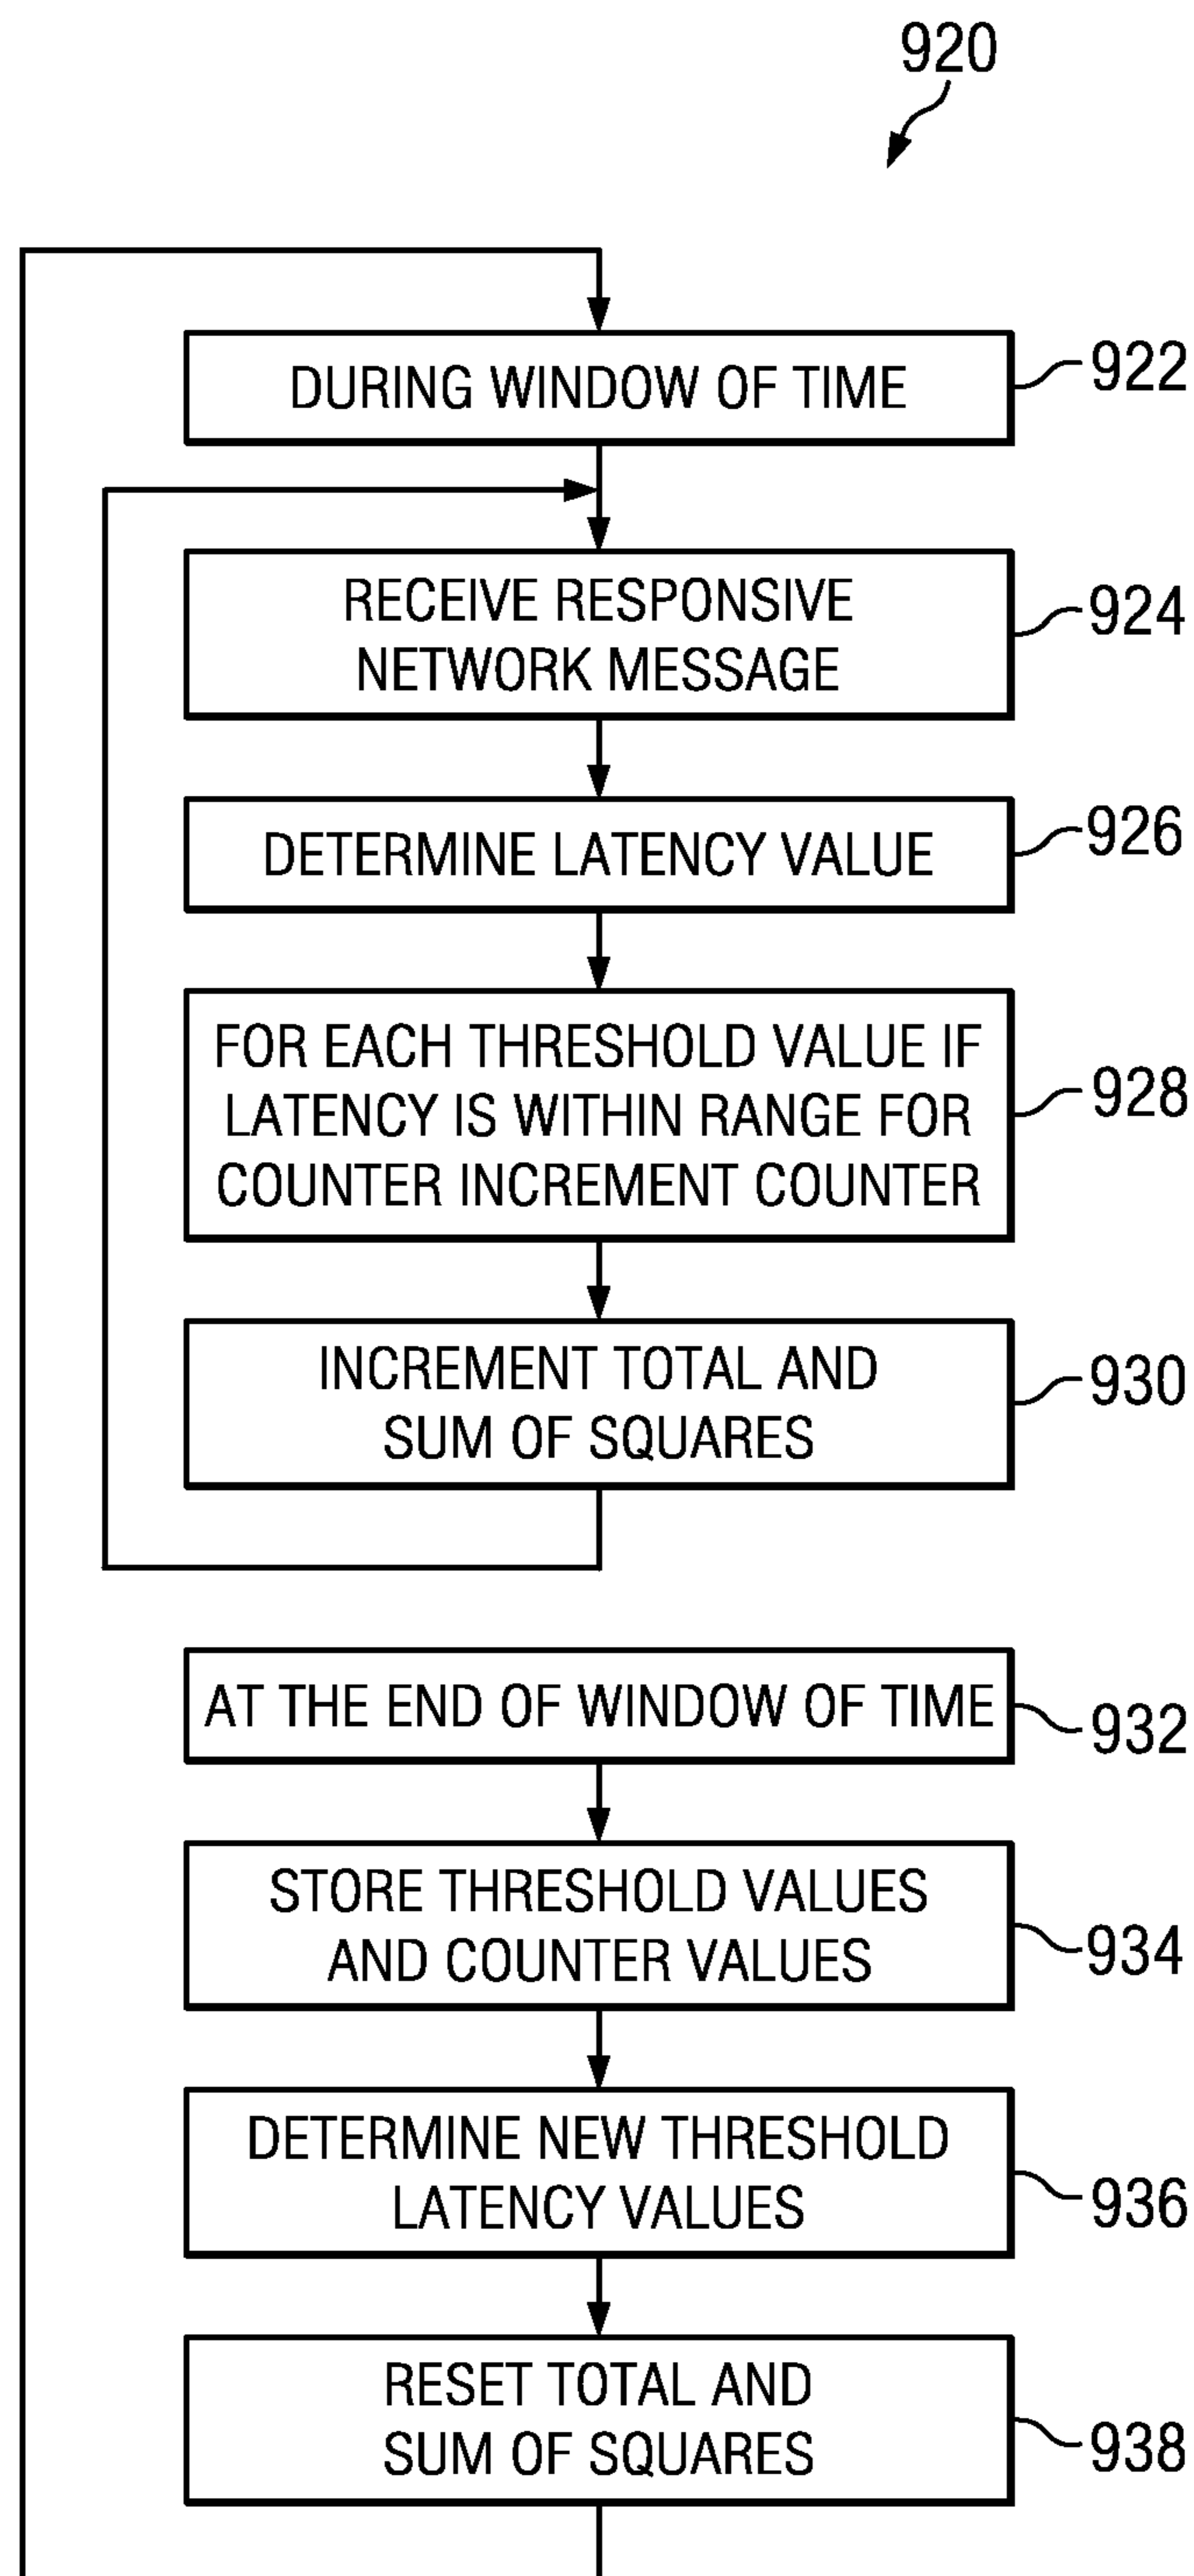 920
DURING WINDOW OF TIME
922
RECEIVE RESPONSIVE
NETWORK MESSAGE
924
DETERMINE LATENCY VALUE
926
FOR EACH THRESHOLD VALUE IF
LATENCY IS WITHIN RANGE FOR
COUNTER INCREMENT COUNTER
928
INCREMENT TOTAL AND
SUM OF SQUARES
930
AT THE END OF WINDOW OF TIME
932
STORE THRESHOLD VALUES
AND COUNTER VALUES
934
DETERMINE NEW THRESHOLD
LATENCY VALUES
936
RESET TOTAL AND
SUM OF SQUARES
938